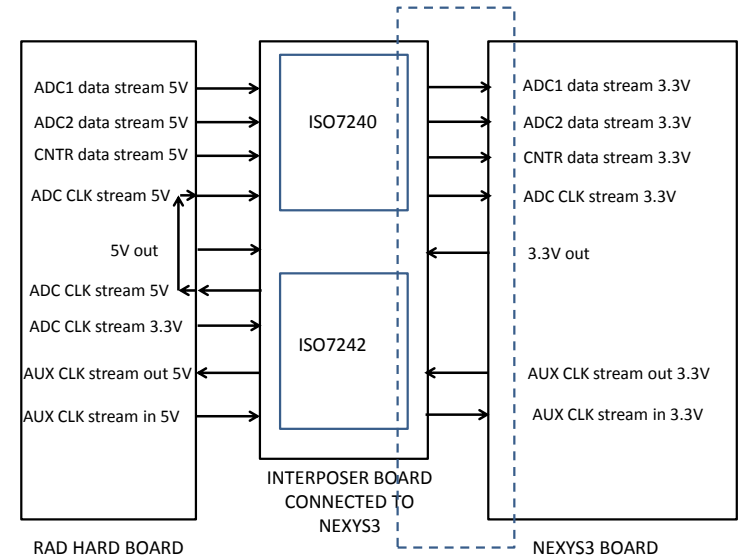 ADC1 data stream 5V
ADC2 data stream 5V
CNTR data stream 5V
ADC CLK stream 5V
5V out
ADC CLK stream 5V
ADC CLK stream 3.3V
AUX CLK stream out 5V
AUX CLK stream in 5V
RAD HARD BOARD
ISO7240
ISO7242
INTERPOSER BOARD
CONNECTED TO
NEXYS3
ADC1 data stream 3.3V
ADC2 data stream 3.3V
CNTR data stream 3.3V
ADC CLK stream 3.3V
3.3V out
AUX CLK stream out 3.3V
AUX CLK stream in 3.3V
NEXYS3 BOARD